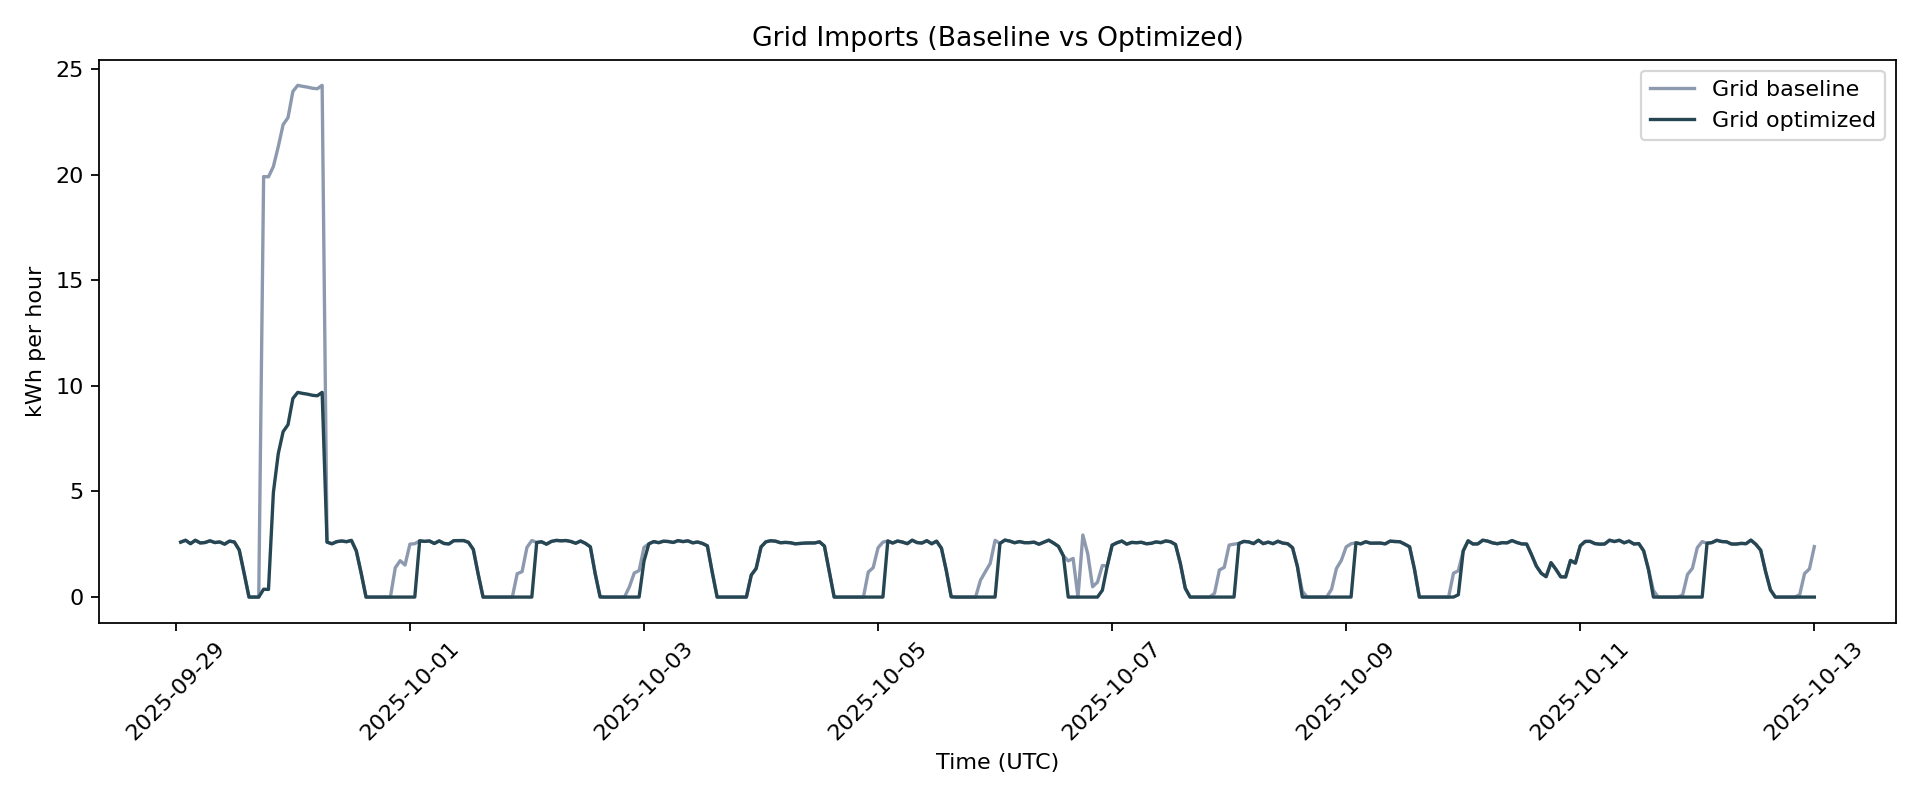 Grid Imports (Baseline vs Optimized)
Grid baseline
Grid optimized
kWh per hour
25
20
15
10
5
0
2025-09-29
2025-10-01
2025-10-03
2025-10-05
2025-10-07
2025-10-09
2025-10-11
2025-10-13
Time (UTC)